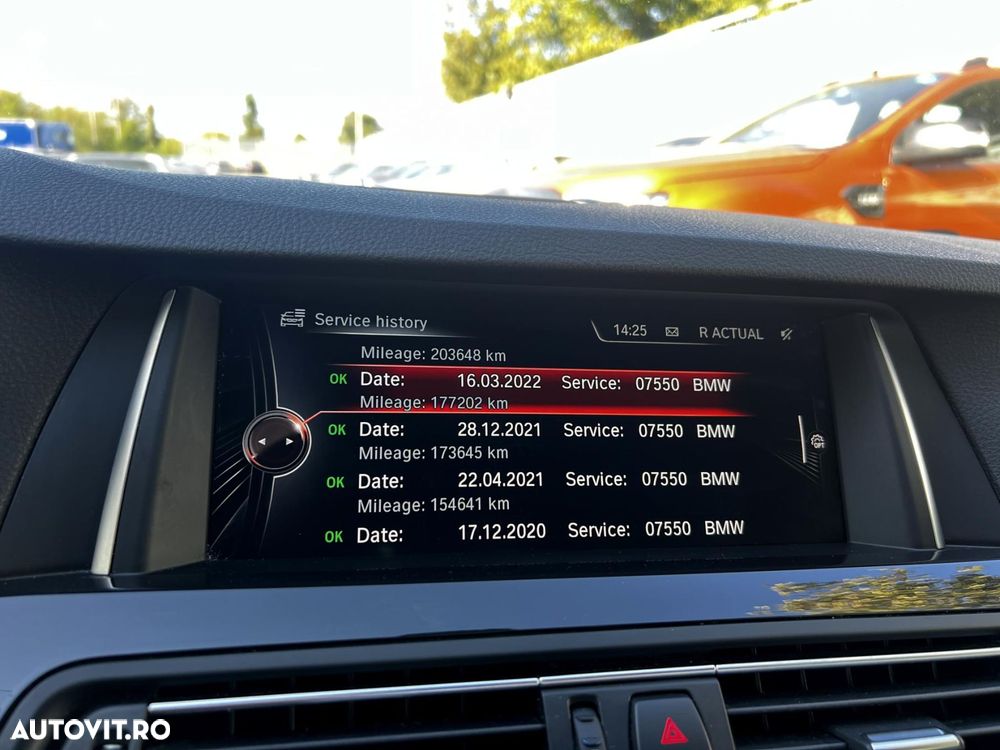 Service history
14:25 R ACTUAL
Mileage: 203648 km
OK Date: 16.03.2022 Service: 07550 BMW
Mileage: 177202 km
OK Date: 28.12.2021 Service: 07550 BMW
Mileage: 173645 km
OK Date: 22.04.2021 Service: 07550 BMW
Mileage: 154641 km
OK Date: 17.12.2020 Service: 07550 BMW
OPT
AUTOVIT.RO